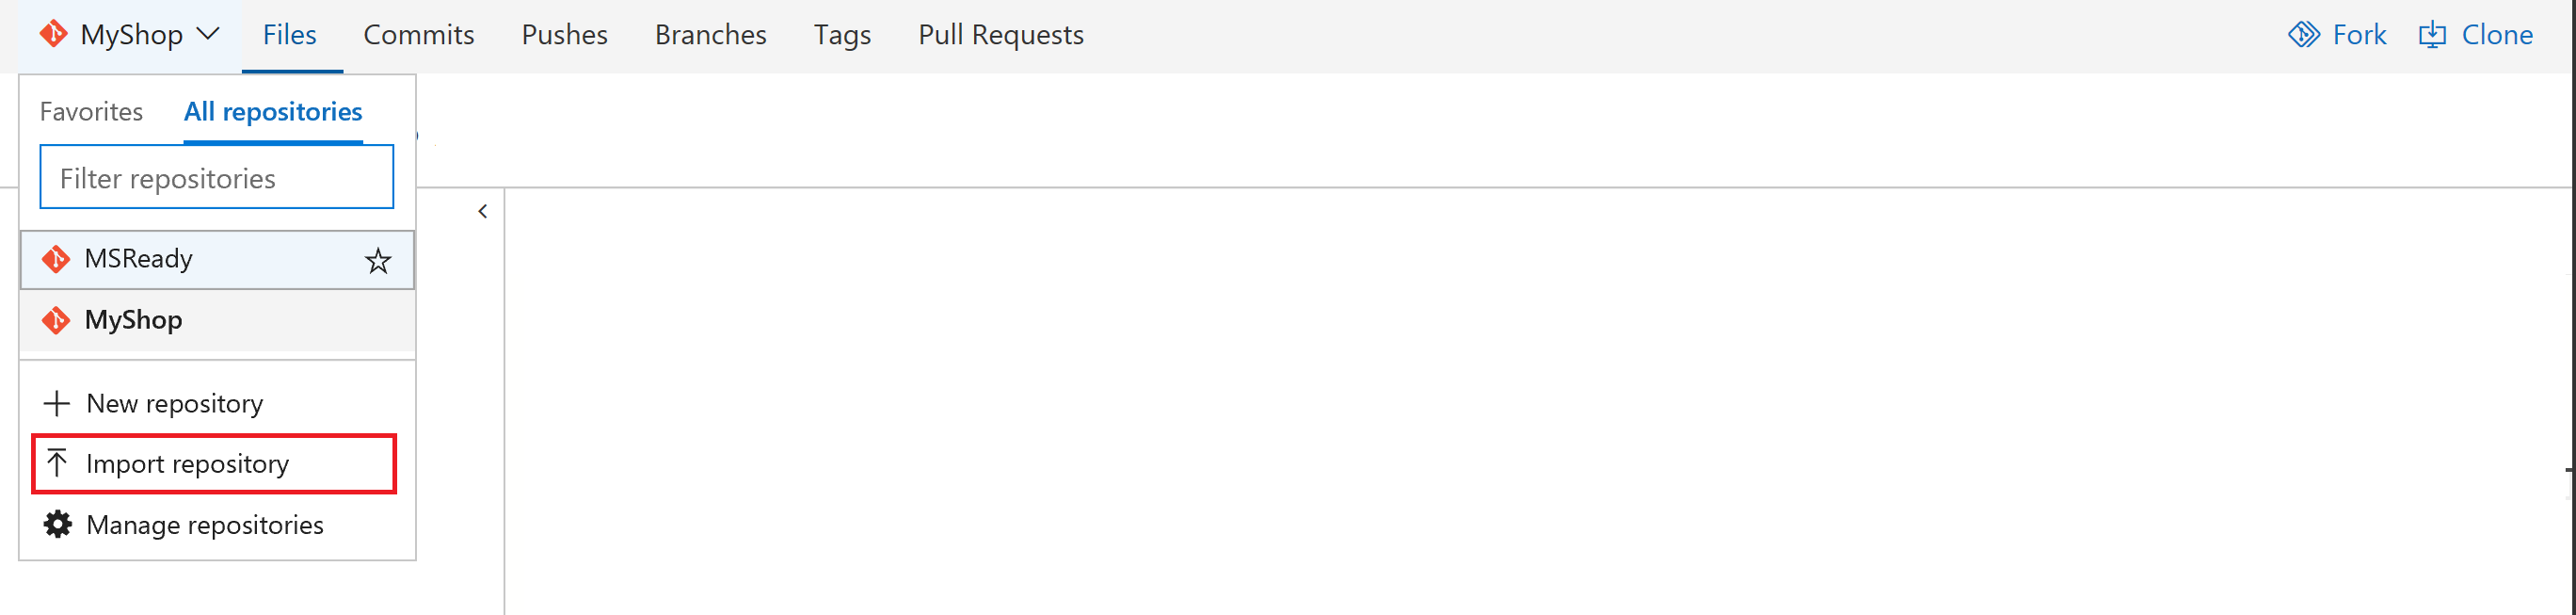 MyShop Files Commits Pushes Branches Tags Pull Requests Fork Clone
Favorites All repositories
Filter repositories
MSReady
MyShop
New repository
Import repository
Manage repositories